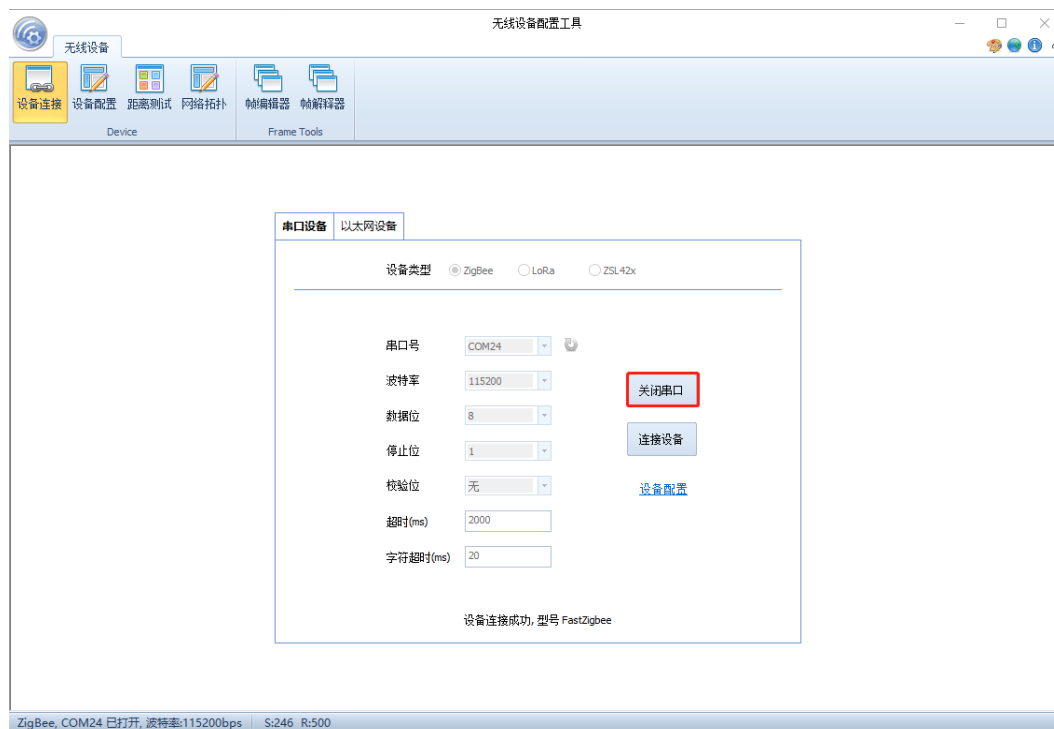 无线设备配置工具
无线设备
设备连接 设备配置 距离测试 网络拓扑 帧编辑器 帧解释器
Device Frame Tools
串口设备 以太网设备
设备类型 ZigBee LoRa ZSL42x
串口号 COM24
波特率 115200
关闭串口
数据位 8
连接设备
停止位 1
校验位 无
设备配置
超时(ms) 2000
字符超时(ms) 20
设备连接成功, 型号 FastZigbee
ZigBee, COM24 已打开, 波特率:115200bps S:246 R:500